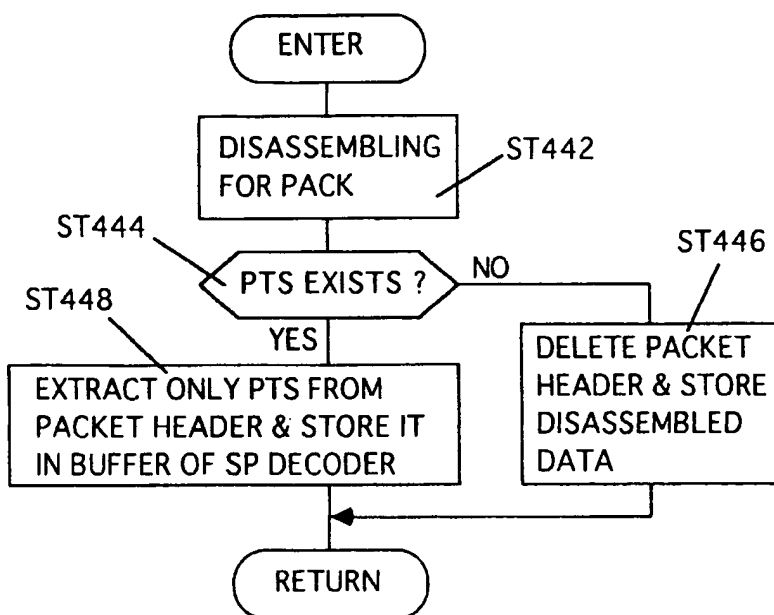 ENTER
DISASSEMBLING
FOR PACK
ST442
ST444
PTS EXISTS ?
NO
ST446
ST448
YES
EXTRACT ONLY PTS FROM
PACKET HEADER & STORE IT
IN BUFFER OF SP DECODER
DELETE PACKET
HEADER & STORE
DISASSEMBLED
DATA
RETURN